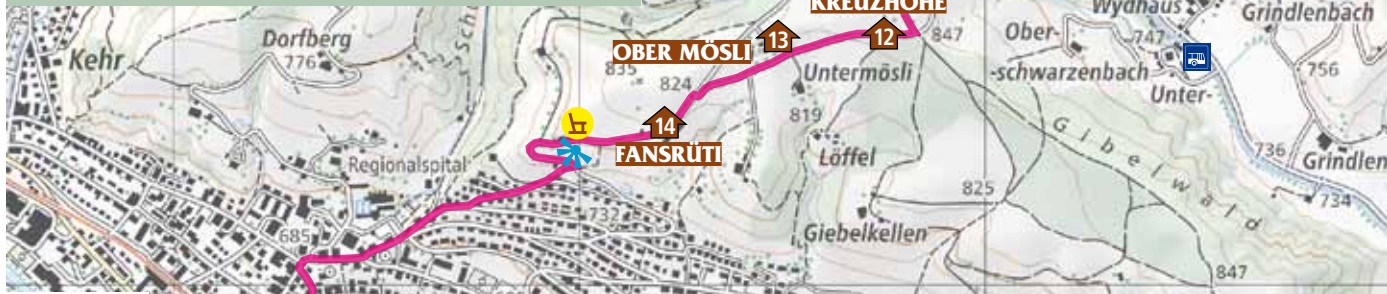 KREUZHÖHE
Wydhaus
Grindlenbach
Kehr
Dorfberg
776
Sch
OBER MÖSLI
13
12
847
Ober-
747
-schwarzenbach
Unter-
756
835
824
Untermösli
819
14
FANSRÜTI
Löffel
Gibelwald
736
Grindlen
Regionalspital
825
734
732
685
Giebelkellen
847